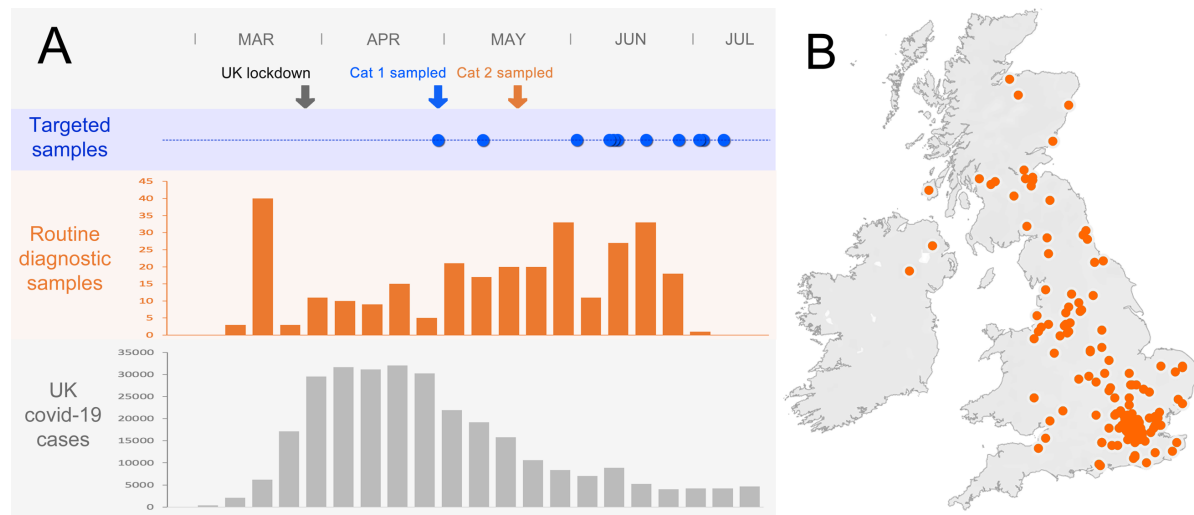 A
MAR
APR
MAY
JUN
JUL
UK lockdown
Cat 1 sampled
Cat 2 sampled
Targeted
samples
Routine
diagnostic
samples
45
40
35
30
25
20
15
10
5
0
UK
covid-19
cases
35000
30000
25000
20000
15000
10000
5000
0
B